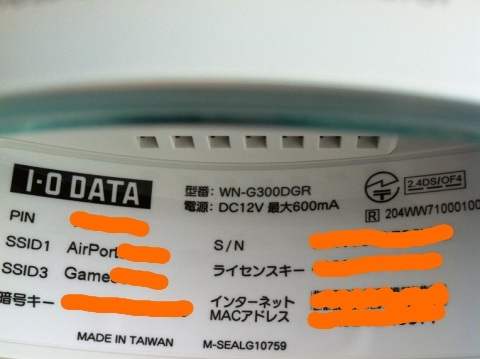 I-O DATA
型番: WN-G300DGR
電源: DC12V 最大600mA
2.4DS/OF4
R 204WW71000100
PIN
SSID1 AirPort
SSID3 Game
暗号キー
S/N
ライセンスキー
インターネット
MACアドレス
MADE IN TAIWAN
M-SEALG10759